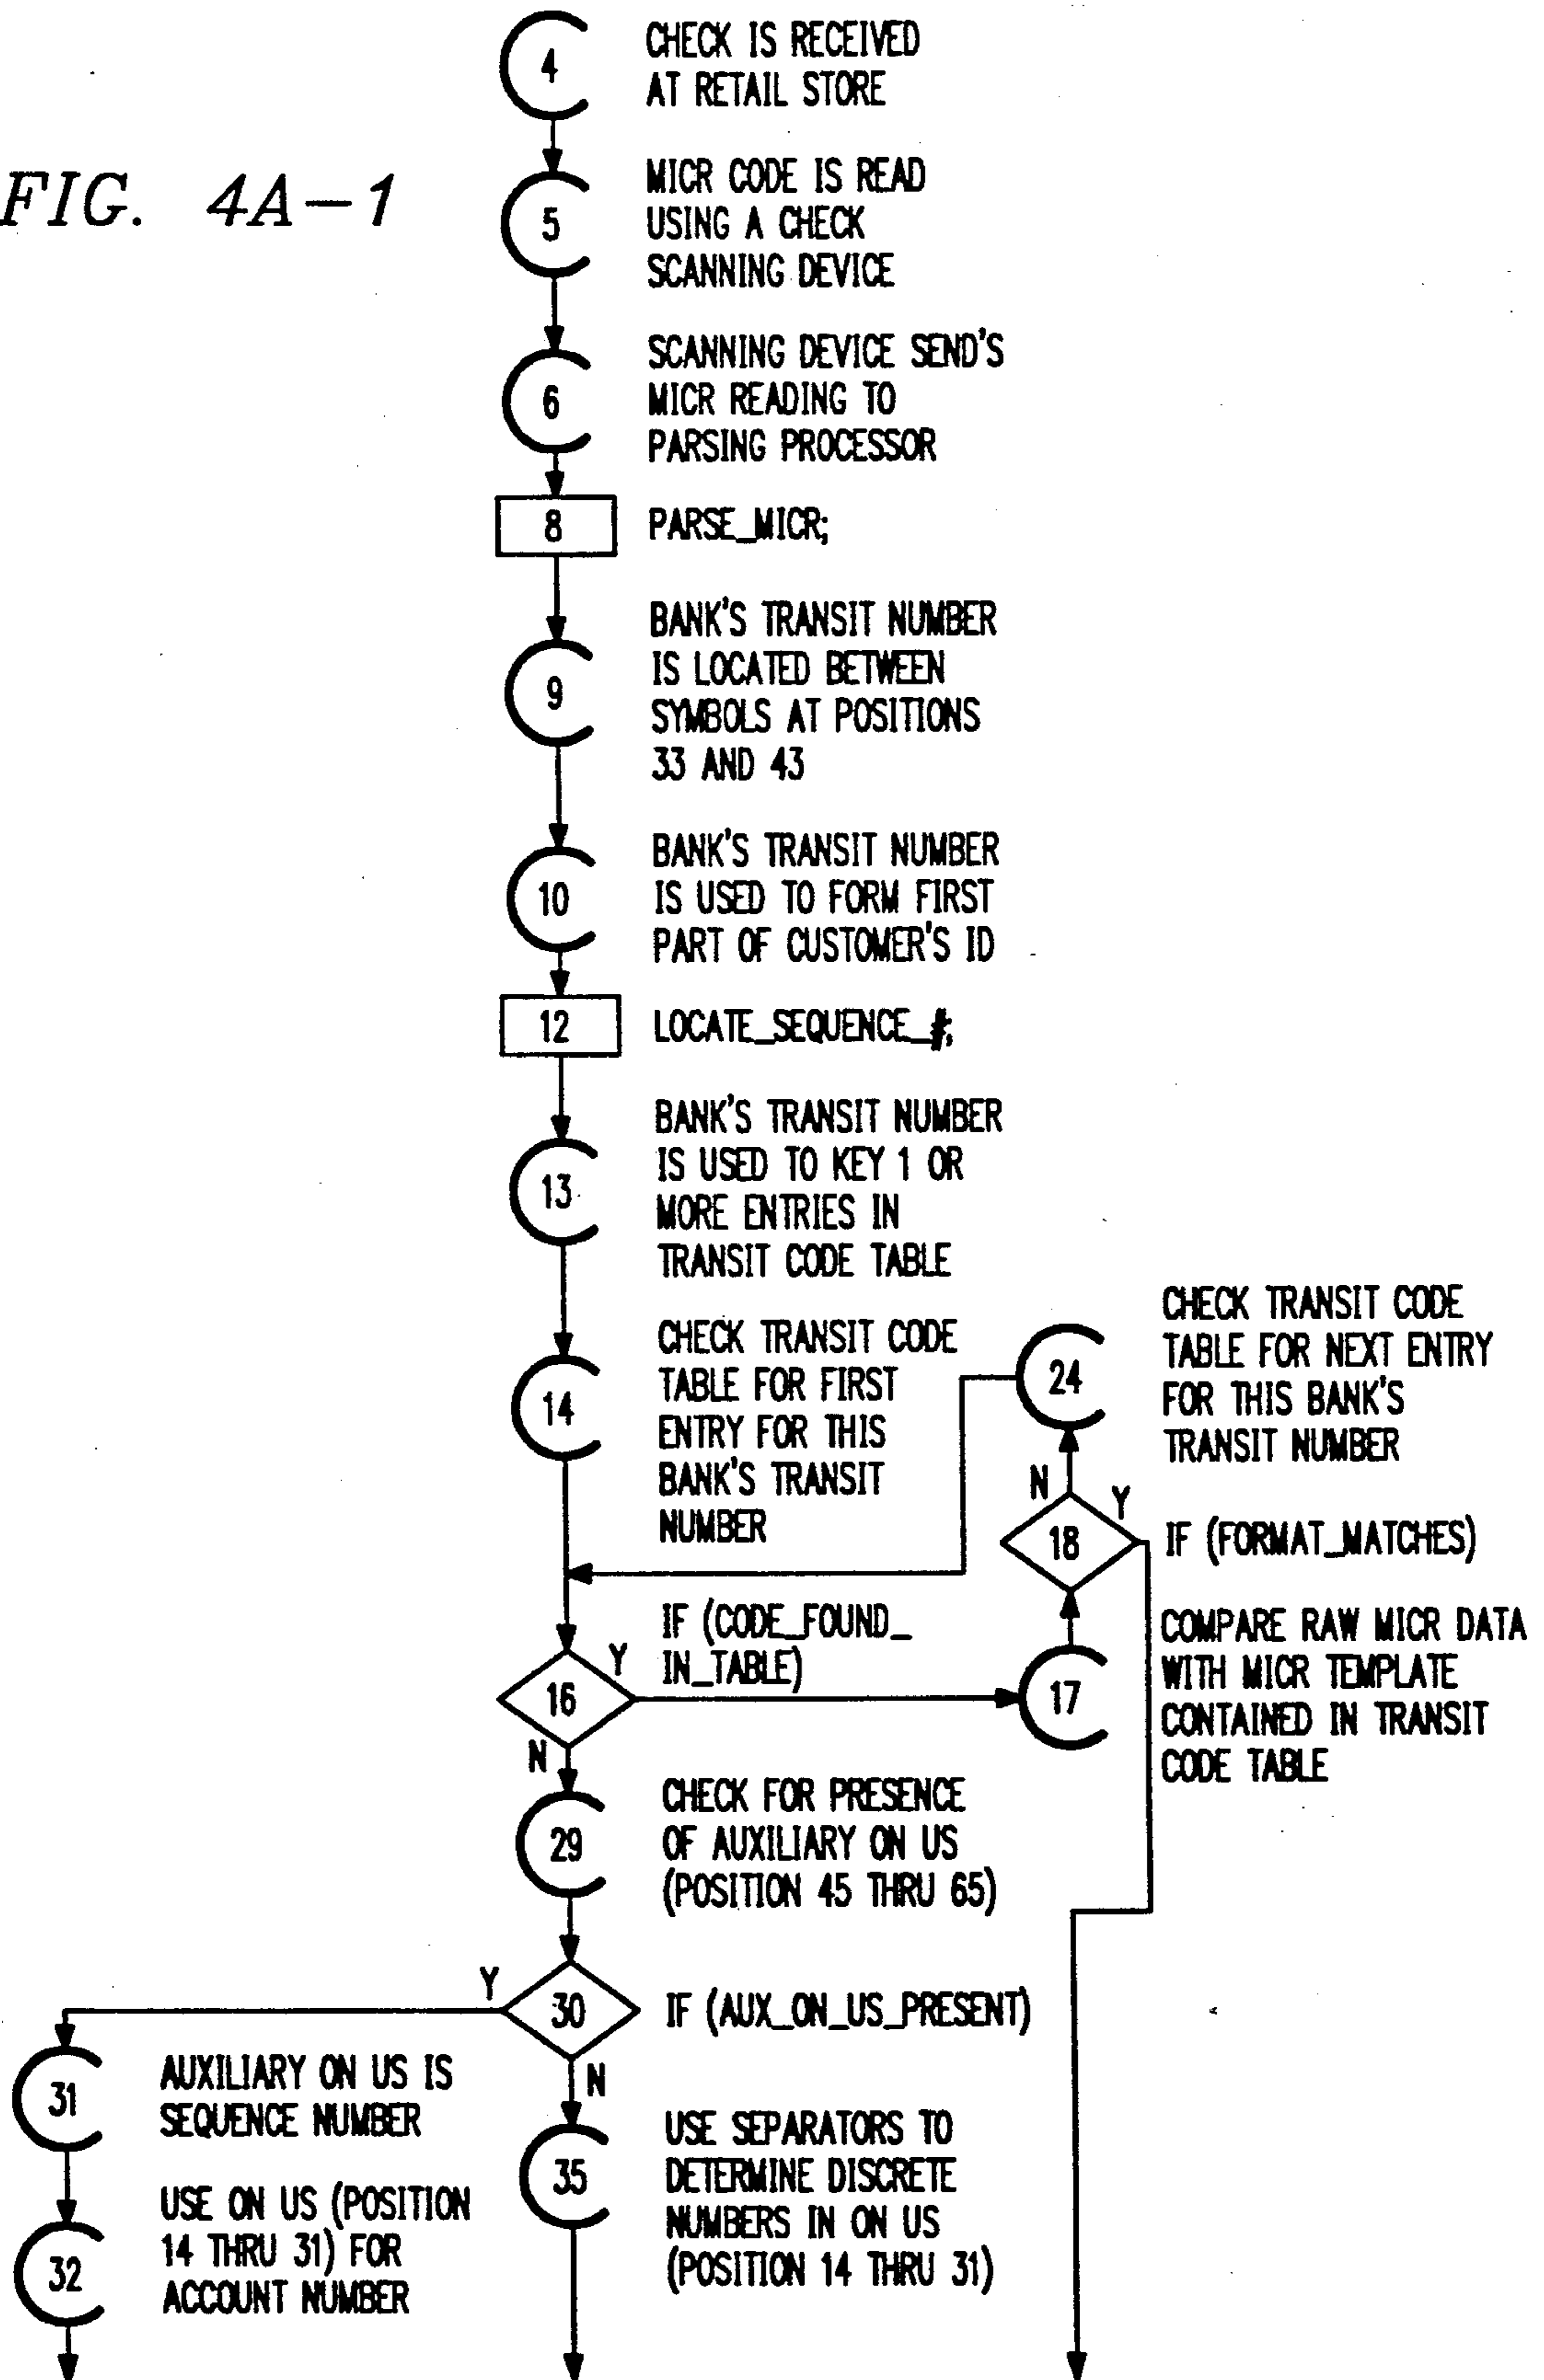 FIG. 4A-1
4
CHECK IS RECEIVED
AT RETAIL STORE
5
MICR CODE IS READ
USING A CHECK
SCANNING DEVICE
6
SCANNING DEVICE SEND'S
MICR READING TO
PARSING PROCESSOR
8
PARSE_MICR;
9
BANK'S TRANSIT NUMBER
IS LOCATED BETWEEN
SYMBOLS AT POSITIONS
33 AND 43
10
BANK'S TRANSIT NUMBER
IS USED TO FORM FIRST
PART OF CUSTOMER'S ID
12
LOCATE_SEQUENCE_#;
13
BANK'S TRANSIT NUMBER
IS USED TO KEY 1 OR
MORE ENTRIES IN
TRANSIT CODE TABLE
14
CHECK TRANSIT CODE
TABLE FOR FIRST
ENTRY FOR THIS
BANK'S TRANSIT
NUMBER
24
CHECK TRANSIT CODE
TABLE FOR NEXT ENTRY
FOR THIS BANK'S
TRANSIT NUMBER
N
Y
18
IF (FORMAT_MATCHES)
16
Y
IF (CODE_FOUND_
IN_TABLE)
17
COMPARE RAW MICR DATA
WITH MICR TEMPLATE
CONTAINED IN TRANSIT
CODE TABLE
N
29
CHECK FOR PRESENCE
OF AUXILIARY ON US
(POSITION 45 THRU 65)
Y
30
IF (AUX_ON_US_PRESENT)
N
31
AUXILIARY ON US IS
SEQUENCE NUMBER
32
USE ON US (POSITION
14 THRU 31) FOR
ACCOUNT NUMBER
35
USE SEPARATORS TO
DETERMINE DISCRETE
NUMBERS IN ON US
(POSITION 14 THRU 31)